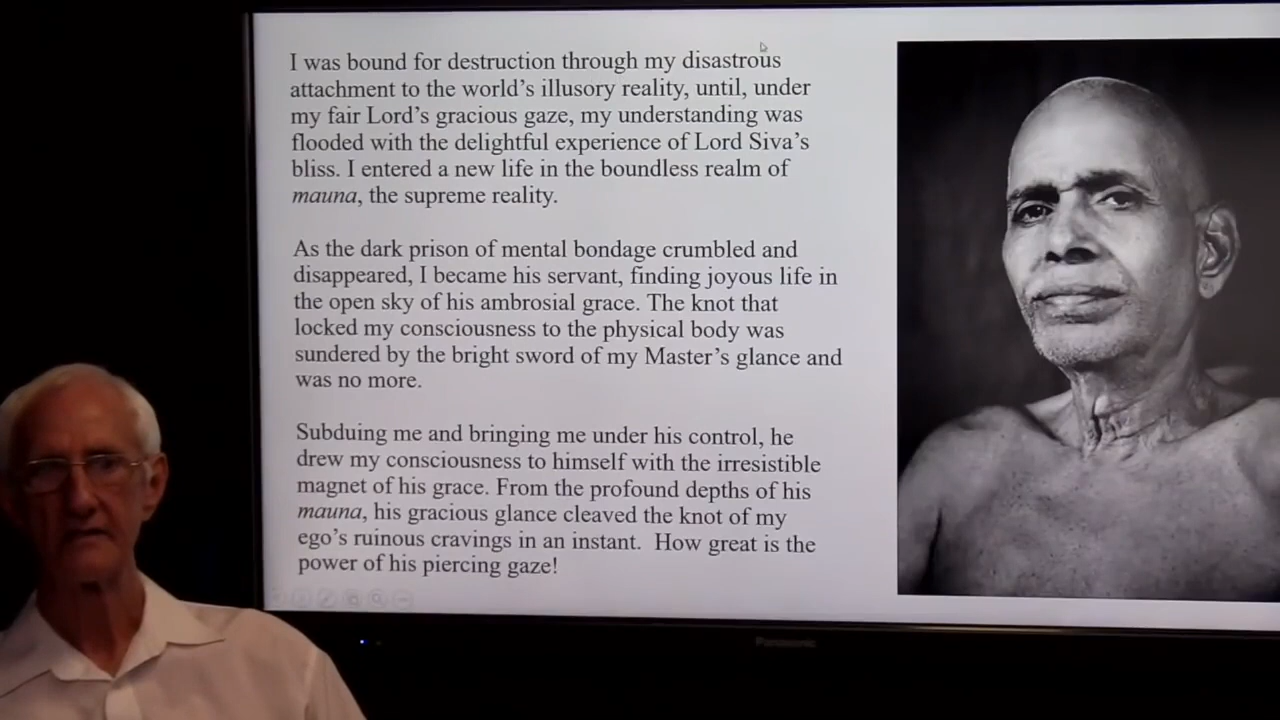 I was bound for destruction through my disastrous
attachment to the world's illusory reality, until, under
my fair Lord's gracious gaze, my understanding was
flooded with the delightful experience of Lord Siva's
bliss. I entered a new life in the boundless realm of
mauna, the supreme reality.
As the dark prison of mental bondage crumbled and
disappeared, I became his servant, finding joyous life in
the open sky of his ambrosial grace. The knot that
locked my consciousness to the physical body was
sundered by the bright sword of my Master's glance and
was no more.
Subduing me and bringing me under his control, he
drew my consciousness to himself with the irresistible
magnet of his grace. From the profound depths of his
mauna, his gracious glance cleaved the knot of my
ego's ruinous cravings in an instant. How great is the
power of his piercing gaze!
Panasonic